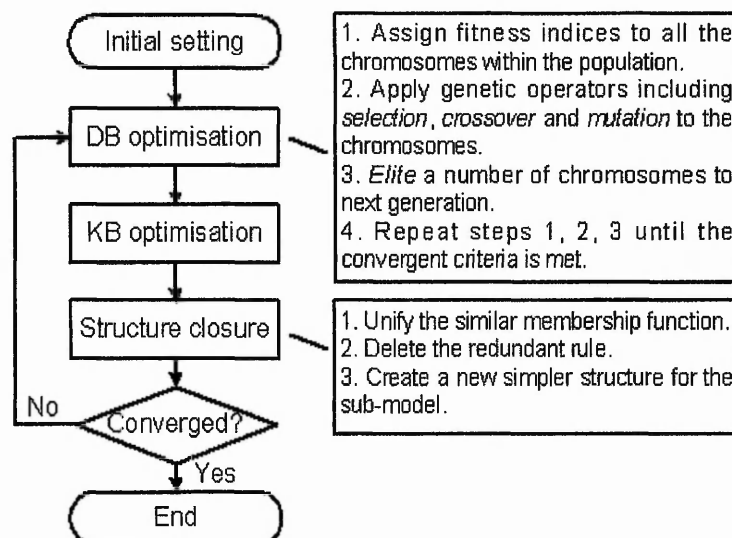 Initial setting
DB optimisation
KB optimisation
Structure closure
Converged?
No
Yes
End
1. Assign fitness indices to all the
chromosomes within the population.
2. Apply genetic operators including
selection, crossover and mutation to the
chromosomes.
3. Elite a number of chromosomes to
next generation.
4. Repeat steps 1, 2, 3 until the
convergent criteria is met.
1. Unify the similar membership function.
2. Delete the redundant rule.
3. Create a new simpler structure for the
sub-model.